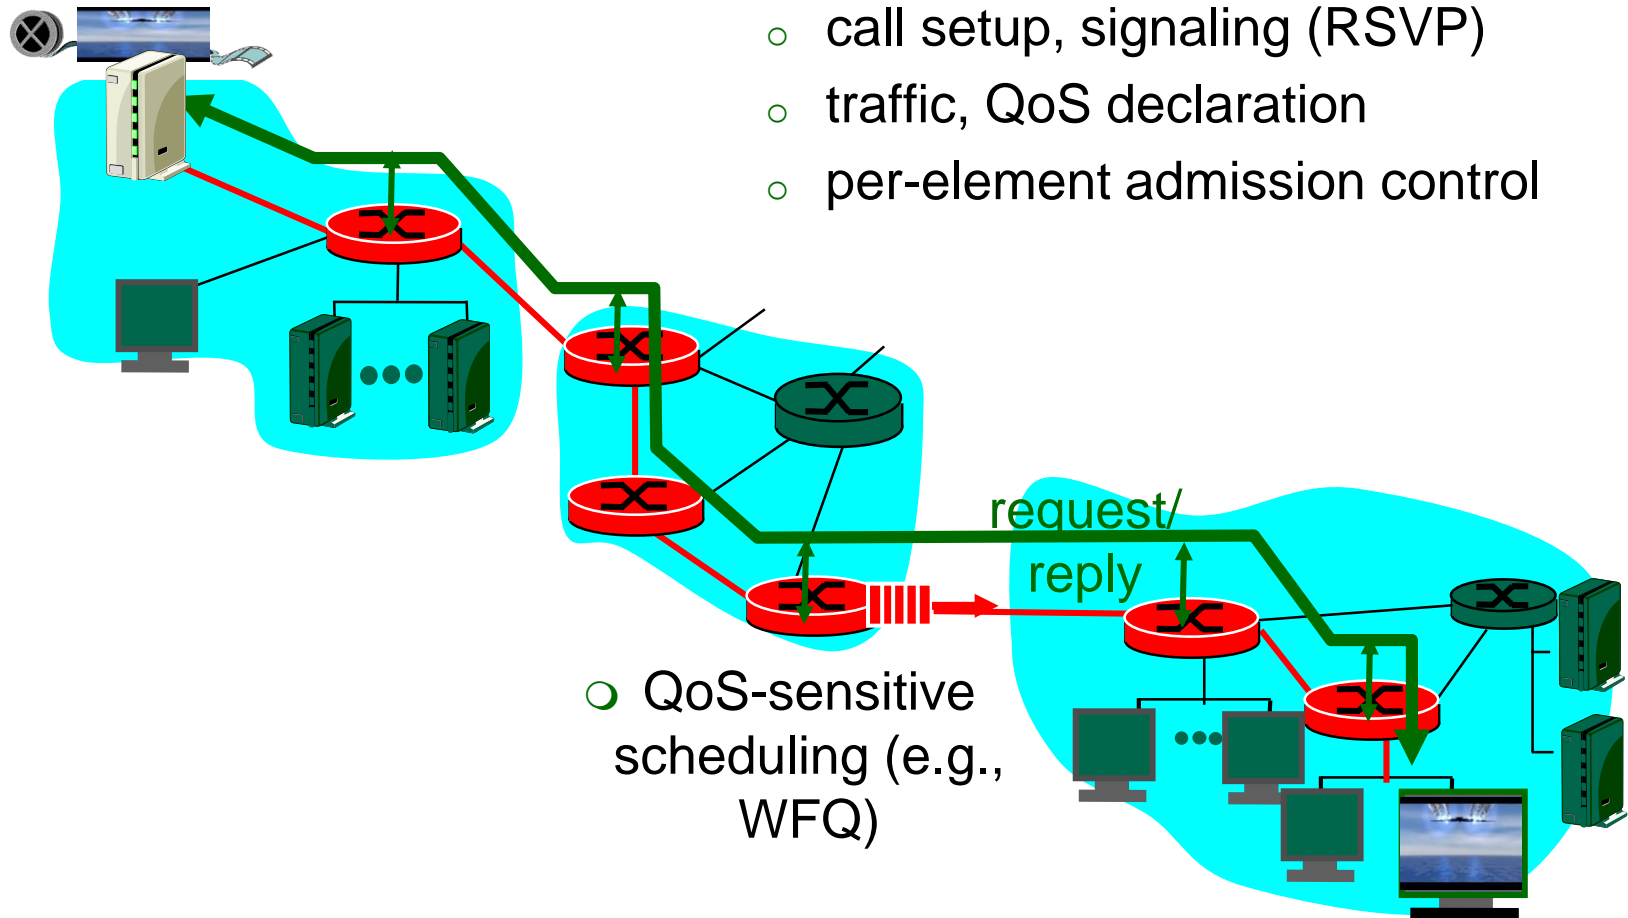 call setup, signaling (RSVP)
traffic, QoS declaration
per-element admission control
request/
reply
QoS-sensitive
scheduling (e.g.,
WFQ)